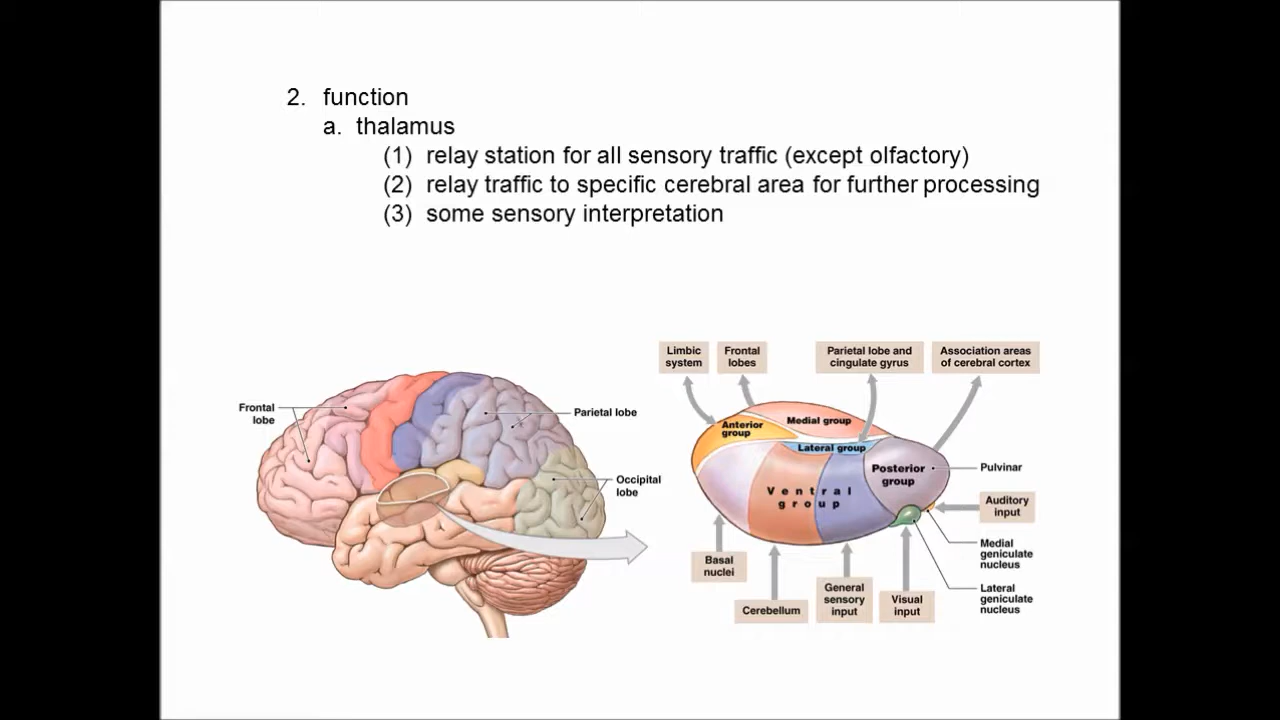 2. function
a. thalamus
(1) relay station for all sensory traffic (except olfactory)
(2) relay traffic to specific cerebral area for further processing
(3) some sensory interpretation
Frontal
lobe
Parietal lobe
Occipital
lobe
Limbic
system
Frontal
lobes
Parietal lobe and
cingulate gyrus
Association areas
of cerebral cortex
Anterior
group
Medial group
Lateral group
Ventral
group
Posterior
group
Pulvinar
Auditory
input
Medial
geniculate
nucleus
Lateral
geniculate
nucleus
Basal
nuclei
Cerebellum
General
sensory
input
Visual
input